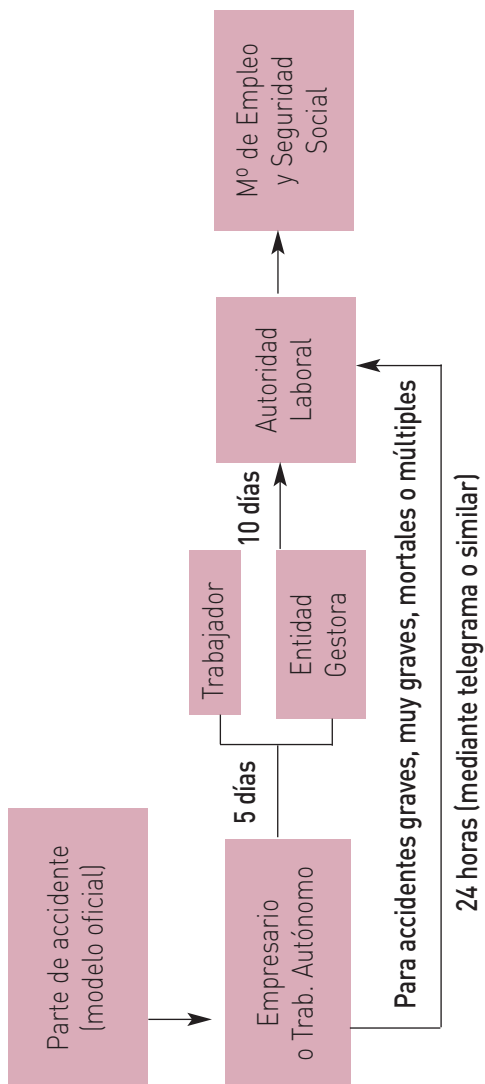 Parte de accidente
(modelo oficial)
Empresario
o Trab. Autónomo
5 días
Trabajador
Entidad
Gestora
10 días
Autoridad
Laboral
Mº de Empleo
y Seguridad
Social
Para accidentes graves, muy graves, mortales o múltiples
24 horas (mediante telegrama o similar)